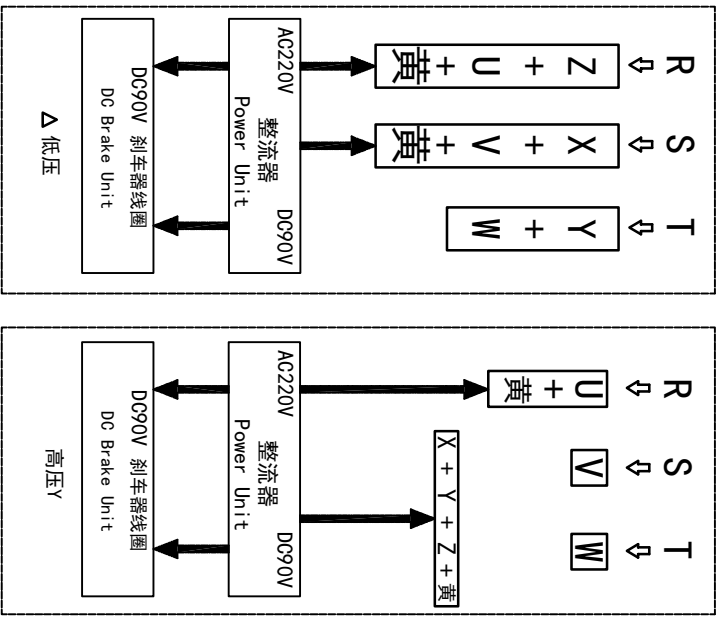 R S T
⇩ ⇩ ⇩
Z + U + 黄
X + V + 黄
Y + W
AC220V DC90V
整流器
Power Unit
DC90V 刹车器线圈
DC Brake Unit
Δ 低压
R S T
⇩ ⇩ ⇩
U + 黄
V
W
X + Y + Z + 黄
AC220V DC90V
整流器
Power Unit
DC90V 刹车器线圈
DC Brake Unit
高压Y